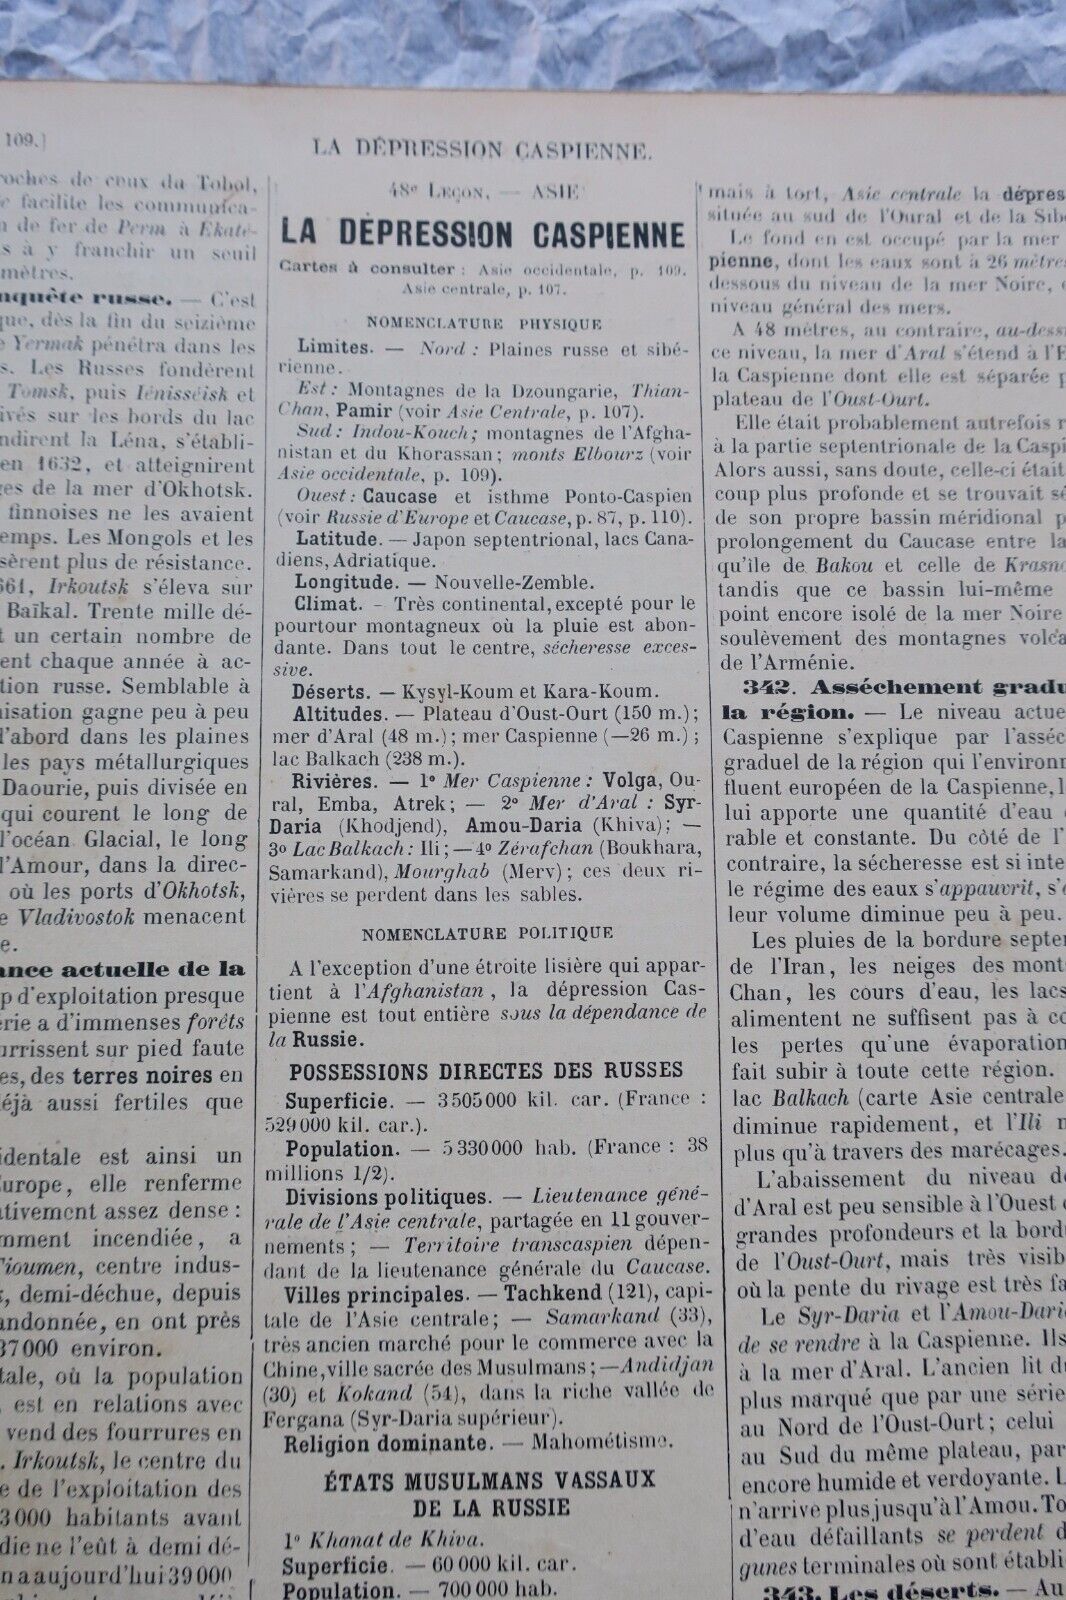 109.]
LA DÉPRESSION CASPIENNE.
roches de ceux du Tobol,
e facilite les communica-
n de fer de Perm à Ekaté-
s à y franchir un seuil
mètres.
nquête russe. — C'est
que, dès la fin du seizième
e Yermak pénétra dans les
s. Les Russes fondèrent
Tomsk, puis Iénisséisk et
ivés sur les bords du lac
ndirent la Léna, s'établi-
en 1632, et atteignirent
ges de la mer d'Okhotsk.
finnoises ne les avaient
emps. Les Mongols et les
sèrent plus de résistance.
661, Irkoutsk s'éleva sur
Baïkal. Trente mille dé-
t un certain nombre de
ent chaque année à ac-
tion russe. Semblable à
nisation gagne peu à peu
l'abord dans les plaines
les pays métallurgiques
Daourie, puis divisée en
qui courent le long de
l'océan Glacial, le long
l'Amour, dans la direc-
où les ports d'Okhotsk,
e Vladivostok menacent
e.
ance actuelle de la
p d'exploitation presque
érie a d'immenses forêts
urrissent sur pied faute
es, des terres noires en
déjà aussi fertiles que
identale est ainsi un
Europe, elle renferme
ativement assez dense :
mment incendiée, a
Tioumen, centre indus-
k, demi-déchue, depuis
andonnée, en ont près
37000 environ.
tale, où la population
, est en relations avec
vend des fourrures en
. Irkoutsk, le centre du
e de l'exploitation des
3000 habitants avant
die ne l'eût à demi dé-
n a aujourd'hui 39000
48e LEÇON. — ASIE
LA DÉPRESSION CASPIENNE
Cartes à consulter : Asie occidentale, p. 109.
Asie centrale, p. 107.
NOMENCLATURE PHYSIQUE
Limites. — Nord : Plaines russe et sibé-
rienne.
Est : Montagnes de la Dzoungarie, Thian-
Chan, Pamir (voir Asie Centrale, p. 107).
Sud : Indou-Kouch; montagnes de l'Afgha-
nistan et du Khorassan; monts Elbourz (voir
Asie occidentale, p. 109).
Ouest : Caucase et isthme Ponto-Caspien
(voir Russie d'Europe et Caucase, p. 87, p. 110).
Latitude. — Japon septentrional, lacs Cana-
diens, Adriatique.
Longitude. — Nouvelle-Zemble.
Climat. - Très continental, excepté pour le
pourtour montagneux où la pluie est abon-
dante. Dans tout le centre, sécheresse exces-
sive.
Déserts. — Kysyl-Koum et Kara-Koum.
Altitudes. — Plateau d'Oust-Ourt (150 m.);
mer d'Aral (48 m.); mer Caspienne (—26 m.);
lac Balkach (238 m.).
Rivières. — 1o Mer Caspienne : Volga, Ou-
ral, Emba, Atrek; — 2o Mer d'Aral : Syr-
Daria (Khodjend), Amou-Daria (Khiva); —
3o Lac Balkach : Ili; — 4o Zérafchan (Boukhara,
Samarkand), Mourghab (Merv); ces deux ri-
vières se perdent dans les sables.
NOMENCLATURE POLITIQUE
A l'exception d'une étroite lisière qui appar-
tient à l'Afghanistan, la dépression Cas-
pienne est tout entière sous la dépendance de
la Russie.
POSSESSIONS DIRECTES DES RUSSES
Superficie. — 3505000 kil. car. (France :
529000 kil. car.).
Population. — 5330000 hab. (France : 38
millions 1/2).
Divisions politiques. — Lieutenance géné-
rale de l'Asie centrale, partagée en 11 gouver-
nements; — Territoire transcaspien dépen-
dant de la lieutenance générale du Caucase.
Villes principales. — Tachkend (121), capi-
tale de l'Asie centrale; — Samarkand (33),
très ancien marché pour le commerce avec la
Chine, ville sacrée des Musulmans; — Andidjan
(30) et Kokand (54), dans la riche vallée de
Fergana (Syr-Daria supérieur).
Religion dominante. — Mahométisme.
ÉTATS MUSULMANS VASSAUX
DE LA RUSSIE
1o Khanat de Khiva.
Superficie. — 60000 kil. car.
Population. — 700000 hab.
mais à tort, Asie centrale la dépres
située au sud de l'Oural et de la Sibé
Le fond en est occupé par la mer
pienne, dont les eaux sont à 26 mètres
dessous du niveau de la mer Noire, e
niveau général des mers.
A 48 mètres, au contraire, au-dess
ce niveau, la mer d'Aral s'étend à l'E
la Caspienne dont elle est séparée p
plateau de l'Oust-Ourt.
Elle était probablement autrefois r
à la partie septentrionale de la Caspi
Alors aussi, sans doute, celle-ci était
coup plus profonde et se trouvait sé
de son propre bassin méridional p
prolongement du Caucase entre la
qu'ile de Bakou et celle de Krasno
tandis que ce bassin lui-même
point encore isolé de la mer Noire
soulèvement des montagnes volca
de l'Arménie.
342. Asséchement gradu
la région. — Le niveau actue
Caspienne s'explique par l'assé
graduel de la région qui l'environn
fluent européen de la Caspienne, l
lui apporte une quantité d'eau
rable et constante. Du côté de l'
contraire, la sécheresse est si inte
le régime des eaux s'appauvrit, s'
leur volume diminue peu à peu.
Les pluies de la bordure septe
de l'Iran, les neiges des mont
Chan, les cours d'eau, les lacs
alimentent ne suffisent pas à co
les pertes qu'une évaporation
fait subir à toute cette région.
lac Balkach (carte Asie centrale
diminue rapidement, et l'Ili n
plus qu'à travers des marécages.
L'abaissement du niveau de
d'Aral est peu sensible à l'Ouest
grandes profondeurs et la bord
de l'Oust-Ourt, mais très visib
où la pente du rivage est très fa
Le Syr-Daria et l'Amou-Daria
de se rendre à la Caspienne. Ils
à la mer d'Aral. L'ancien lit d
plus marqué que par une série
au Nord de l'Oust-Ourt; celui
au Sud du même plateau, par
encore humide et verdoyante. L
n'arrive plus jusqu'à l'Amou. To
d'eau défaillants se perdent d
gunes terminales où sont établi
343. Les déserts. — Au